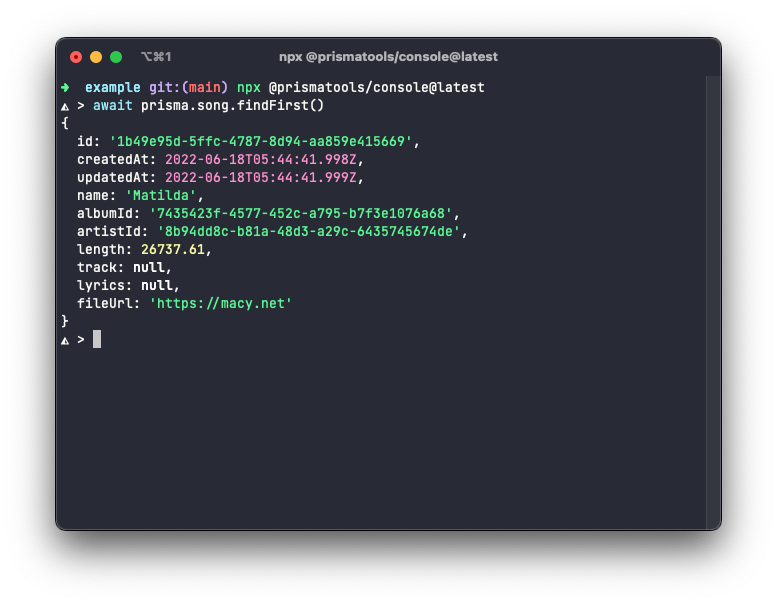 ⌥⌘1 npx @prismatools/console@latest
➜ example git:(main) npx @prismatools/console@latest
◭ > await prisma.song.findFirst()
{
  id: '1b49e95d-5ffc-4787-8d94-aa859e415669',
  createdAt: 2022-06-18T05:44:41.998Z,
  updatedAt: 2022-06-18T05:44:41.999Z,
  name: 'Matilda',
  albumId: '7435423f-4577-452c-a795-b7f3e1076a68',
  artistId: '8b94dd8c-b81a-48d3-a29c-6435745674de',
  length: 26737.61,
  track: null,
  lyrics: null,
  fileUrl: 'https://macy.net'
}
◭ >